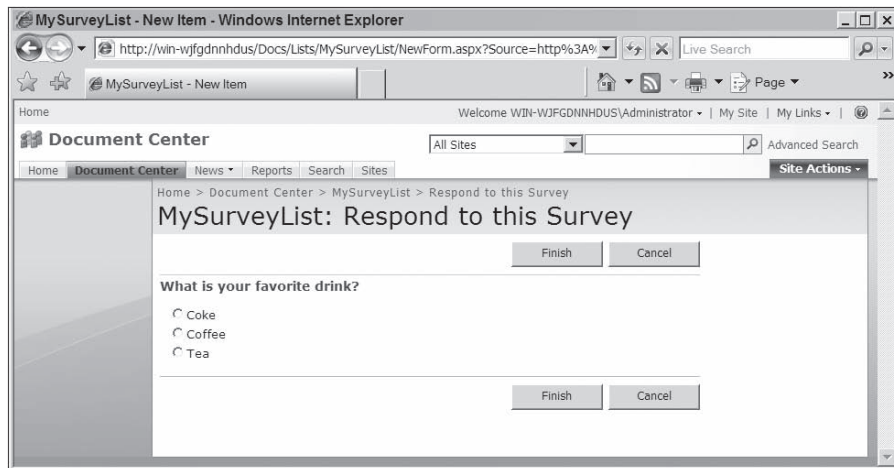 MySurveyList - New Item - Windows Internet Explorer
http://win-wjfgdnnhdus/Docs/Lists/MySurveyList/NewForm.aspx?Source=http%3A% Live Search
MySurveyList - New Item Page »
Home Welcome WIN-WJFGDNNHDUS\Administrator | My Site | My Links |
Document Center All Sites Advanced Search
Home Document Center News Reports Search Sites Site Actions
Home > Document Center > MySurveyList > Respond to this Survey
MySurveyList: Respond to this Survey
Finish Cancel
What is your favorite drink?
Coke
Coffee
Tea
Finish Cancel